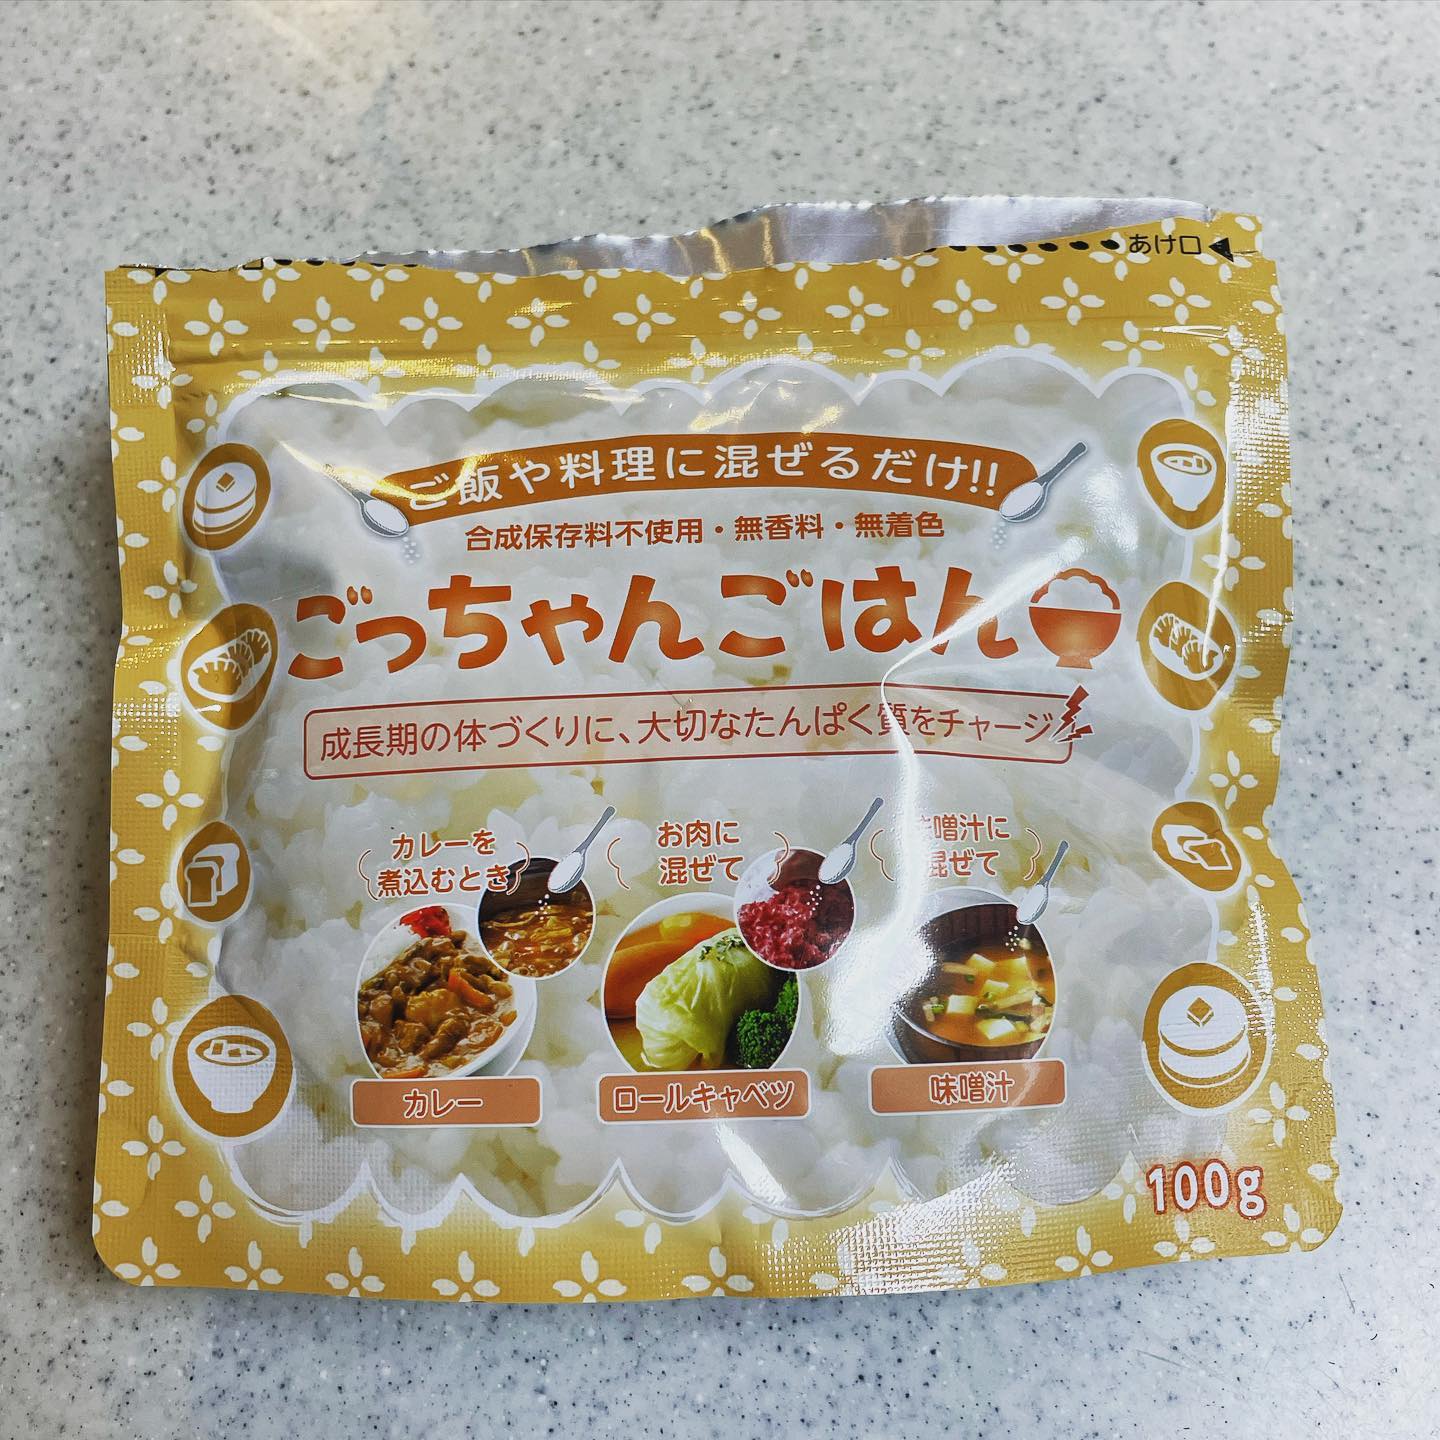 あけ口
ご飯や料理に混ぜるだけ!!
合成保存料不使用・無香料・無着色
ごっちゃんごはん
成長期の体づくりに、大切なたんぱく質をチャージ
カレーを
煮込むとき
お肉に
混ぜて
味噌汁に
混ぜて
カレー
ロールキャベツ
味噌汁
100g